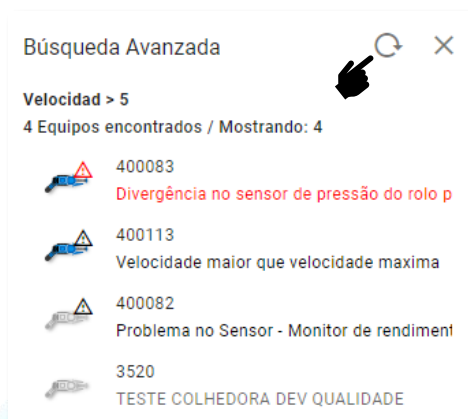 Búsqueda Avanzada
Velocidad > 5
4 Equipos encontrados / Mostrando: 4
400083
Divergência no sensor de pressão do rolo p
400113
Velocidade maior que velocidade maxima
400082
Problema no Sensor - Monitor de rendiment
3520
TESTE COLHEDORA DEV QUALIDADE